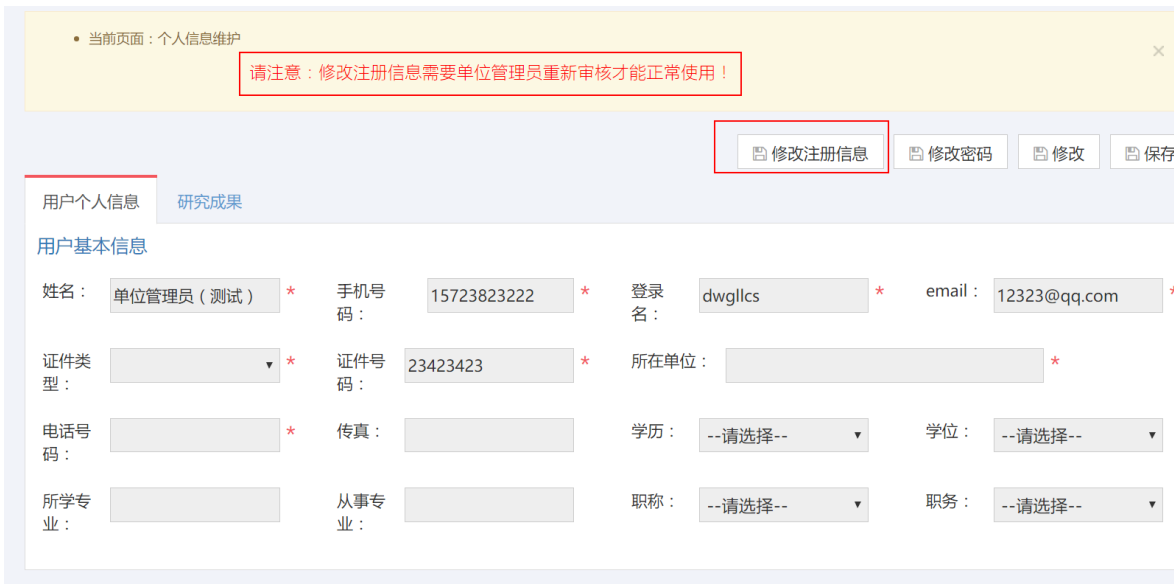 当前页面：个人信息维护
×
请注意：修改注册信息需要单位管理员重新审核才能正常使用！
修改注册信息 修改密码 修改 保存
用户个人信息 研究成果
用户基本信息
姓名： 单位管理员（测试） * 手机号码： 15723823222 * 登录名： dwgllcs * email： 12323@qq.com *
证件类型： * 证件号码： 23423423 * 所在单位： *
电话号码： * 传真： 学历： --请选择-- 学位： --请选择--
所学专业： 从事专业： 职称： --请选择-- 职务： --请选择--